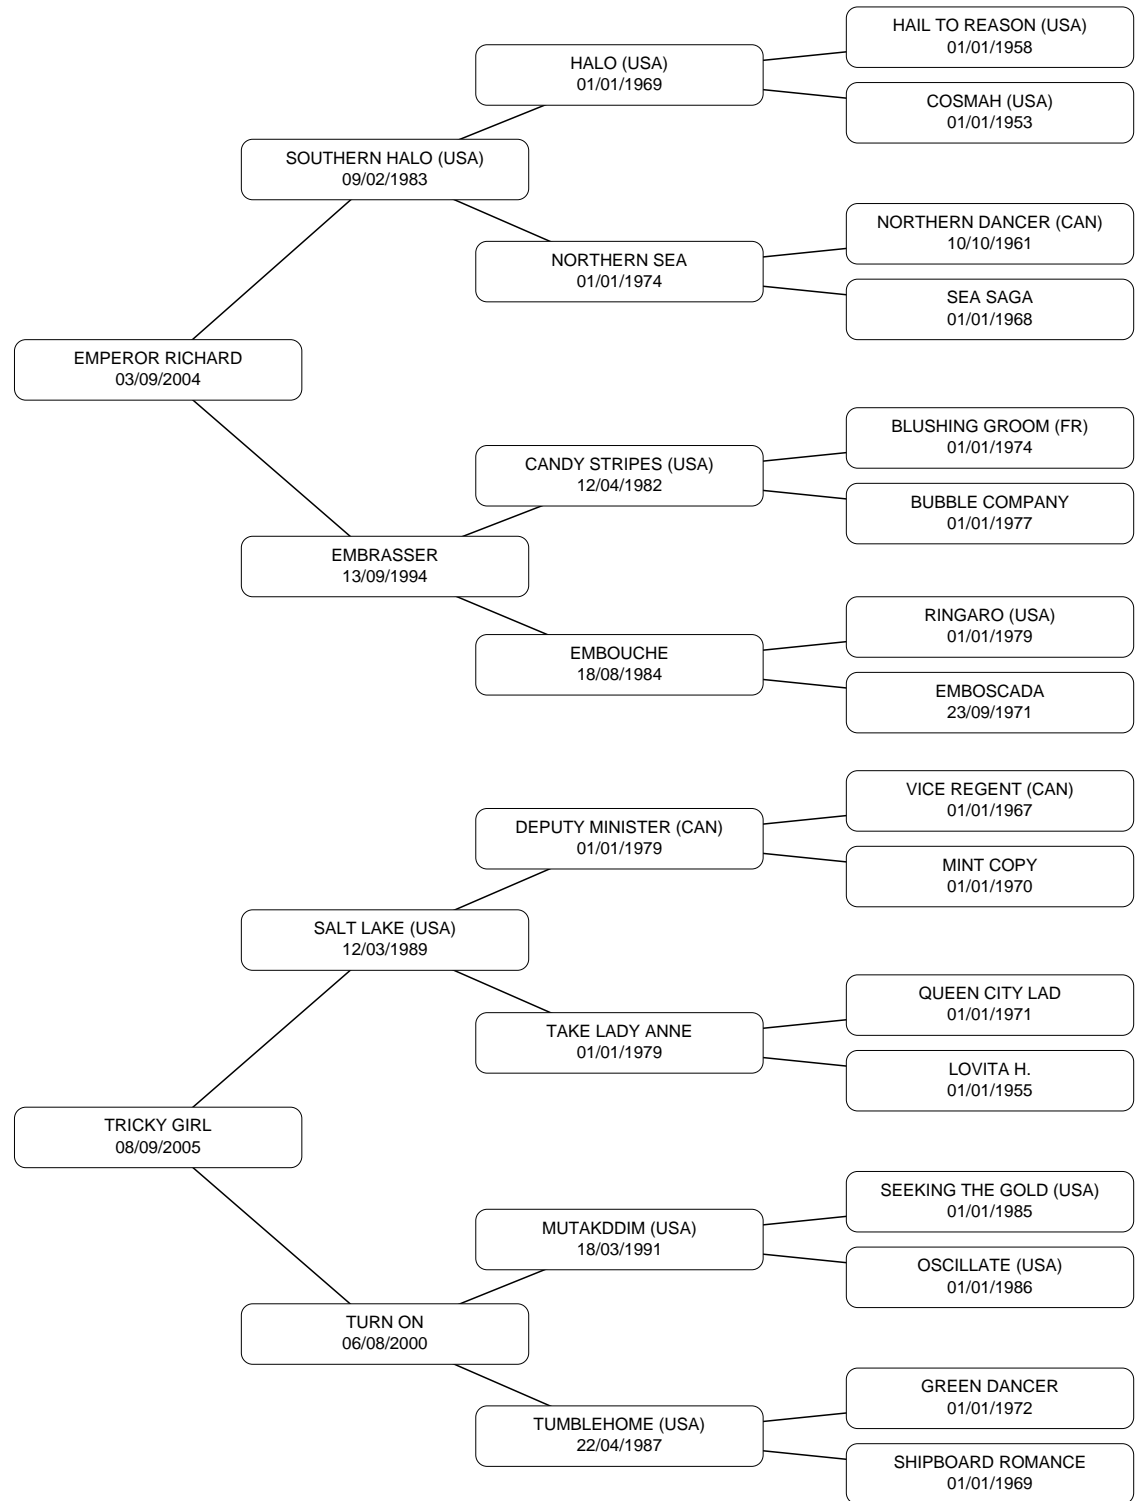 HAIL TO REASON (USA)
01/01/1958
HALO (USA)
01/01/1969
COSMAH (USA)
01/01/1953
SOUTHERN HALO (USA)
09/02/1983
NORTHERN DANCER (CAN)
10/10/1961
NORTHERN SEA
01/01/1974
SEA SAGA
01/01/1968
EMPEROR RICHARD
03/09/2004
BLUSHING GROOM (FR)
01/01/1974
CANDY STRIPES (USA)
12/04/1982
BUBBLE COMPANY
01/01/1977
EMBRASSER
13/09/1994
RINGARO (USA)
01/01/1979
EMBOUCHE
18/08/1984
EMBOSCADA
23/09/1971
VICE REGENT (CAN)
01/01/1967
DEPUTY MINISTER (CAN)
01/01/1979
MINT COPY
01/01/1970
SALT LAKE (USA)
12/03/1989
QUEEN CITY LAD
01/01/1971
TAKE LADY ANNE
01/01/1979
LOVITA H.
01/01/1955
TRICKY GIRL
08/09/2005
SEEKING THE GOLD (USA)
01/01/1985
MUTAKDDIM (USA)
18/03/1991
OSCILLATE (USA)
01/01/1986
TURN ON
06/08/2000
GREEN DANCER
01/01/1972
TUMBLEHOME (USA)
22/04/1987
SHIPBOARD ROMANCE
01/01/1969